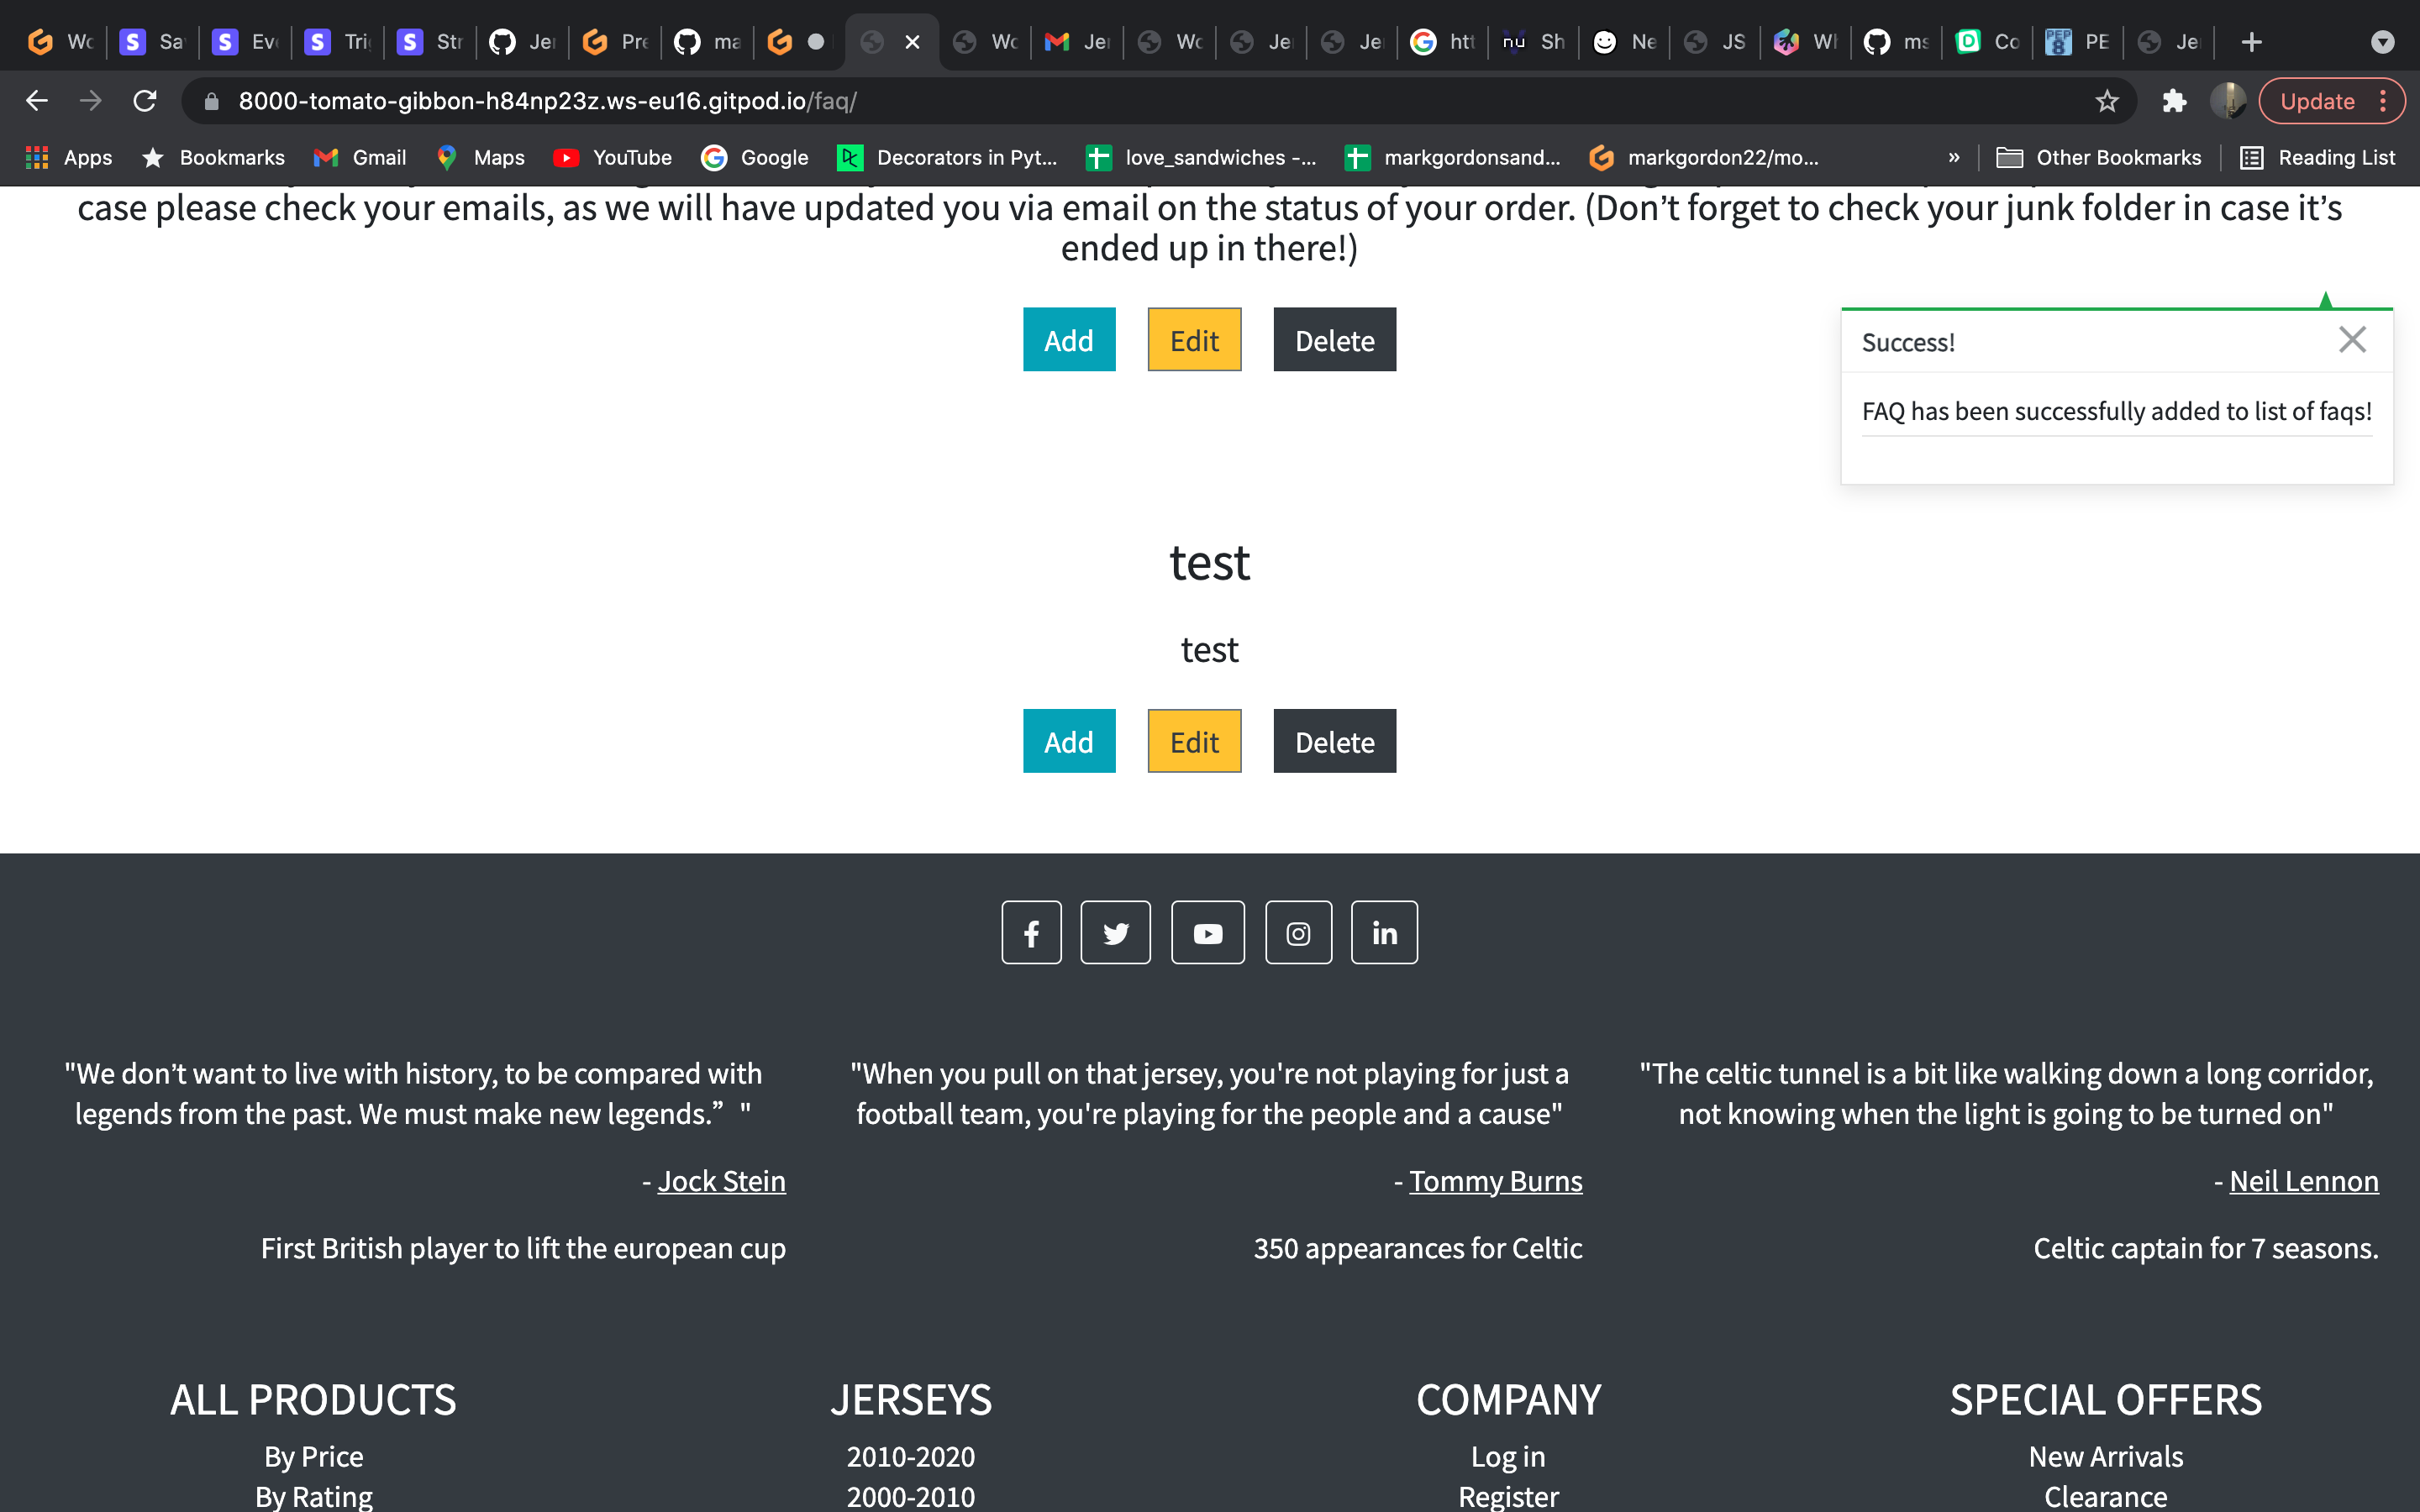 Wc Sa Eve Tri Str Jer Pre ma Wc Jer Wc Je Je htt nu Sh Ne JS Wh ms Co PEP 8 PE Je
8000-tomato-gibbon-h84np23z.ws-eu16.gitpod.io/faq/ Update
Apps Bookmarks Gmail Maps YouTube Google Decorators in Pyt... love_sandwiches -... markgordonsand... markgordon22/mo... » Other Bookmarks Reading List
case please check your emails, as we will have updated you via email on the status of your order. (Don’t forget to check your junk folder in case it’s
ended up in there!)
Add Edit Delete
Success!
FAQ has been successfully added to list of faqs!
test
test
Add Edit Delete
"We don’t want to live with history, to be compared with
legends from the past. We must make new legends.” "
- Jock Stein
First British player to lift the european cup
"When you pull on that jersey, you're not playing for just a
football team, you're playing for the people and a cause"
- Tommy Burns
350 appearances for Celtic
"The celtic tunnel is a bit like walking down a long corridor,
not knowing when the light is going to be turned on"
- Neil Lennon
Celtic captain for 7 seasons.
ALL PRODUCTS
By Price
By Rating
JERSEYS
2010-2020
2000-2010
COMPANY
Log in
Register
SPECIAL OFFERS
New Arrivals
Clearance